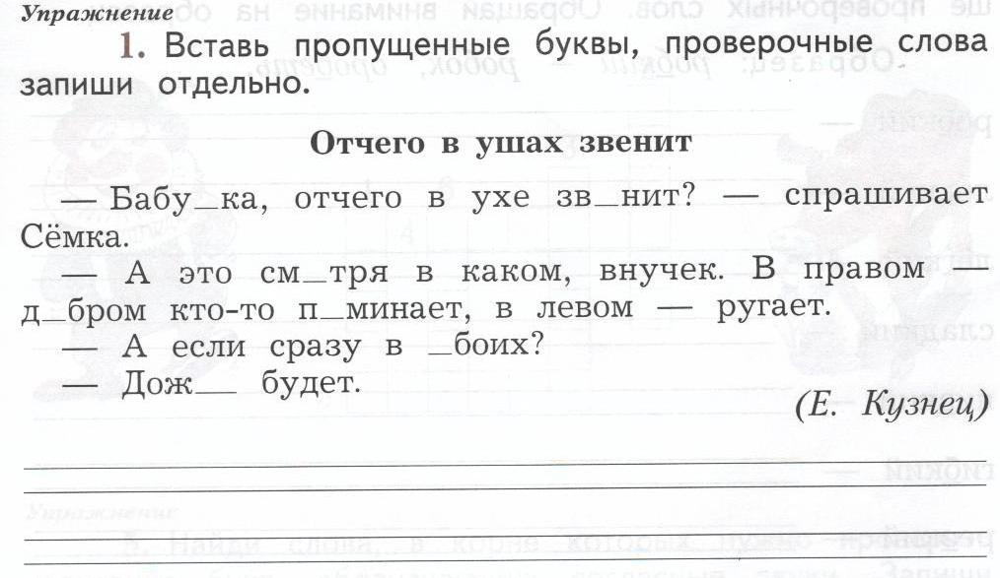 Упражнение
1. Вставь пропущенные буквы, проверочные слова
запиши отдельно.
Отчего в ушах звенит
— Бабу_ка, отчего в ухе зв_нит? — спрашивает
Сёмка.
— А это см_тря в каком, внучек. В правом —
д_бром кто-то п_минает, в левом — ругает.
— А если сразу в _боих?
— Дож__ будет.
(Е. Кузнец)